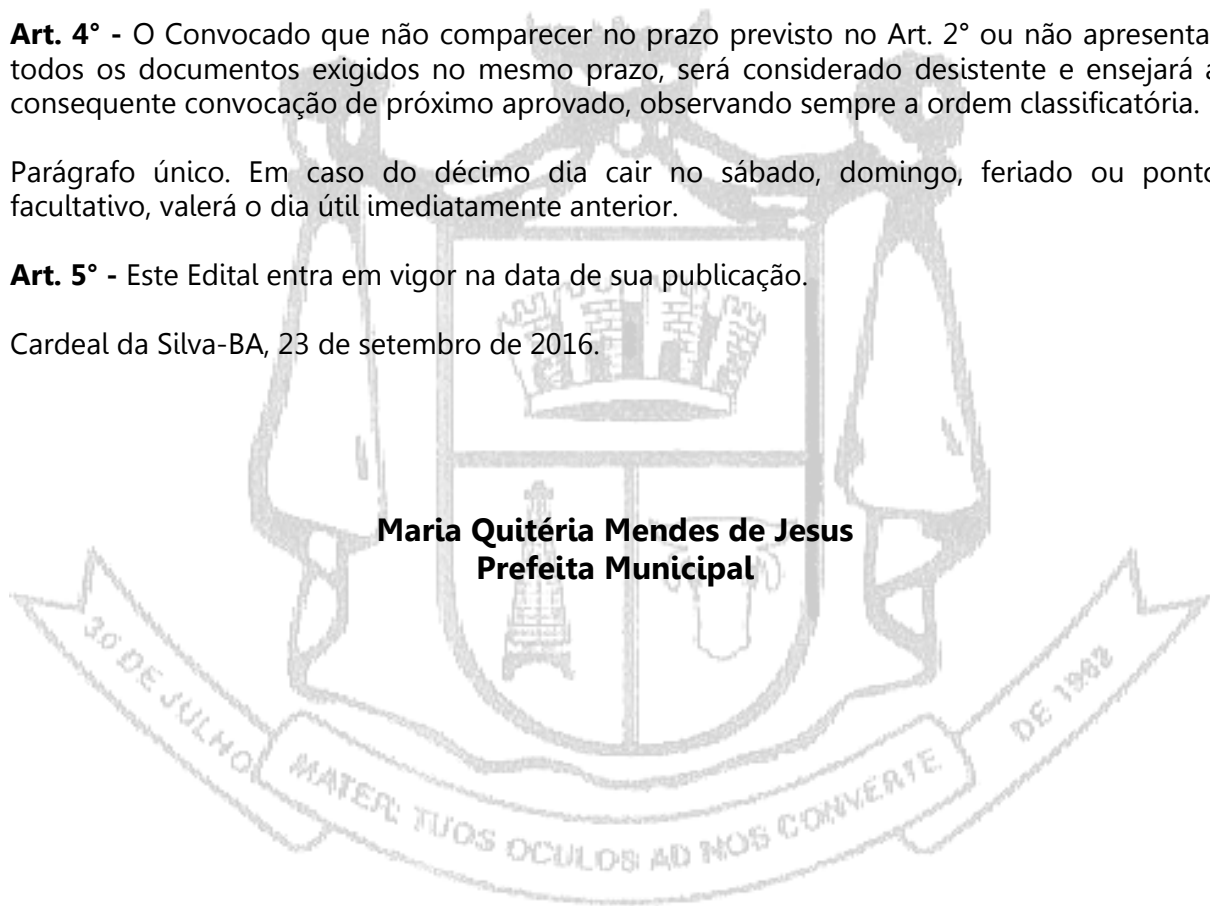 Art. 4° - O Convocado que não comparecer no prazo previsto no Art. 2° ou não apresenta
todos os documentos exigidos no mesmo prazo, será considerado desistente e ensejará a
consequente convocação de próximo aprovado, observando sempre a ordem classificatória.
Parágrafo único. Em caso do décimo dia cair no sábado, domingo, feriado ou ponto
facultativo, valerá o dia útil imediatamente anterior.
Art. 5° - Este Edital entra em vigor na data de sua publicação.
Cardeal da Silva-BA, 23 de setembro de 2016.
Maria Quitéria Mendes de Jesus
Prefeita Municipal
30 DE JULHO
DE 1962
MATER; TUOS OCULOS AD NOS CONVERTE